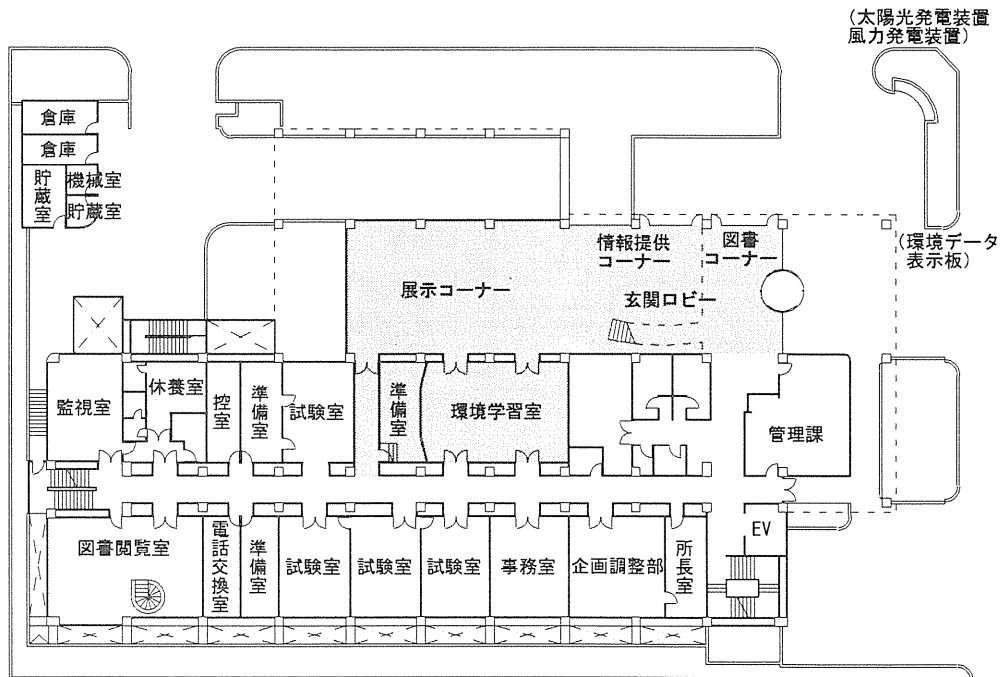 (太陽光発電装置
風力発電装置)
倉庫
倉庫
貯蔵室
機械室
貯蔵室
情報提供
コーナー
図書
コーナー
(環境データ
表示板)
展示コーナー
玄関ロビー
監視室
休養室
控室
準備室
試験室
準備室
環境学習室
管理課
図書閲覧室
電話交換室
準備室
試験室
試験室
試験室
事務室
企画調整部
所長室
EV